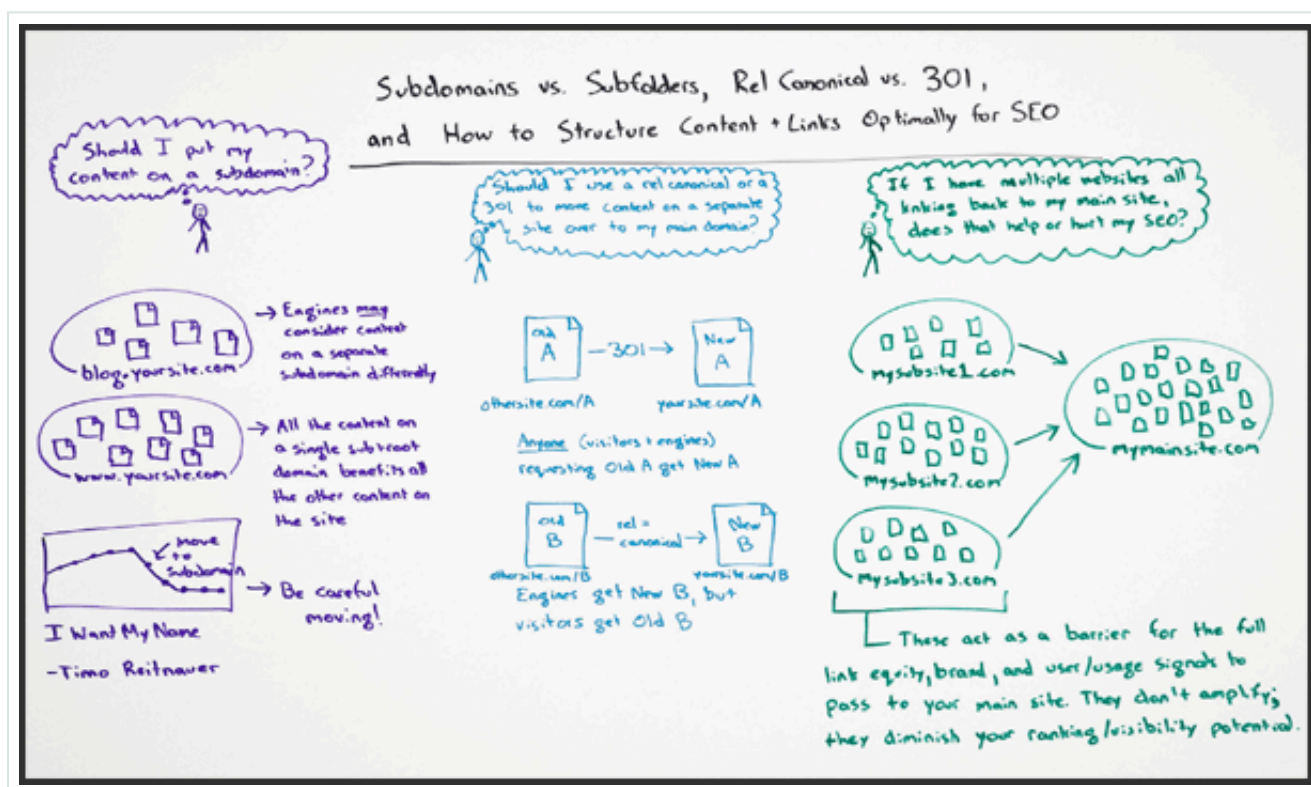 Subdomains vs. Subfolders, Rel Canonical vs. 301,
and How to Structure Content + Links Optimally for SEO
Should I put my
content on a subdomain?
blog.yoursite.com
→ Engines may
consider content
on a separate
subdomain differently
www.yoursite.com
→ All the content on
a single sub+root
domain benefits all
the other content on
the site
move
to
subdomain
→ Be careful
moving!
I Want My Name
-Timo Reitnauer
Should I use a rel canonical or a
301 to move content on a separate
site over to my main domain?
Old
A
—301→
New
A
othersite.com/A
yoursite.com/A
Anyone (visitors + engines)
requesting Old A get New A
Old
B
rel =
canonical
New
B
othersite.com/B
yoursite.com/B
Engines get New B, but
visitors get Old B
If I have multiple websites all
linking back to my main site,
does that help or hurt my SEO?
mysubsite1.com
mysubsite2.com
mysubsite3.com
mymainsite.com
These act as a barrier for the full
link equity, brand, and user/usage signals to
pass to your main site. They don't amplify;
they diminish your ranking/visibility potential.